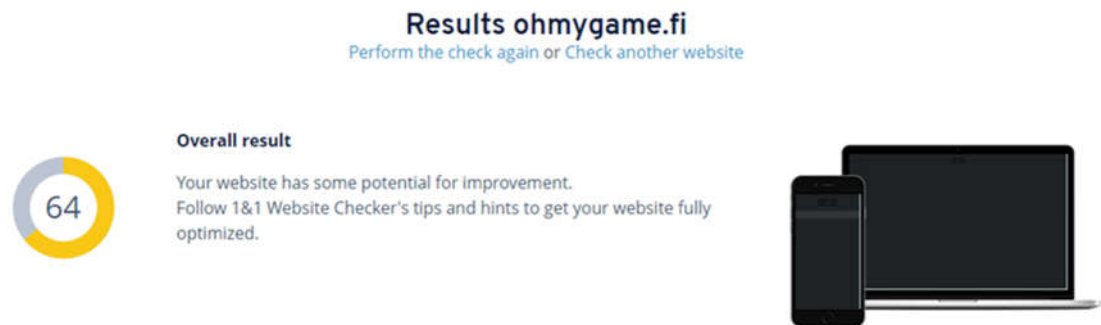 Results ohmygame.fi
Perform the check again or Check another website
Overall result
Your website has some potential for improvement.
Follow 1&1 Website Checker's tips and hints to get your website fully
optimized.
64